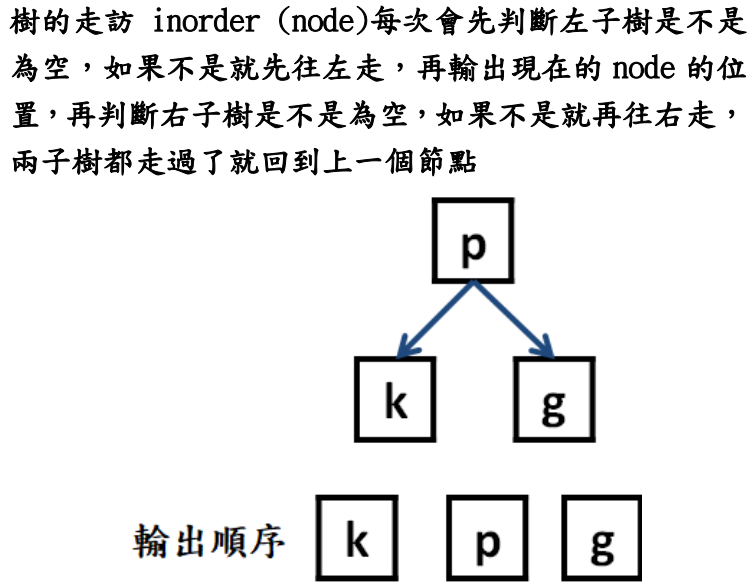 樹的走訪 inorder (node)每次會先判斷左子樹是不是
為空，如果不是就先往左走，再輸出現在的 node 的位
置，再判斷右子樹是不是為空，如果不是就再往右走，
兩子樹都走過了就回到上一個節點
p
k g
輸出順序 k p g